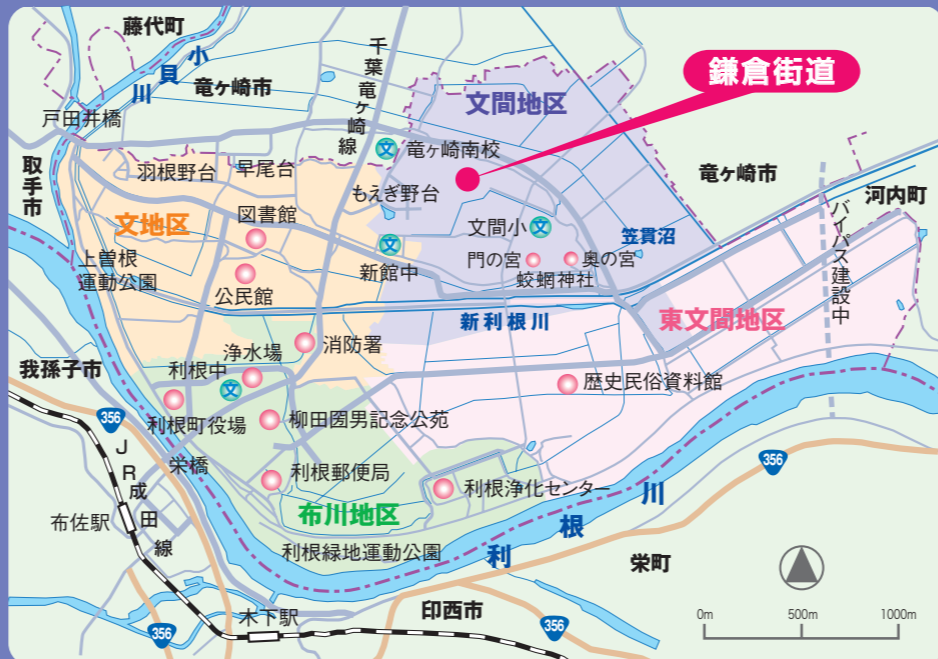 藤代町
小貝川
竜ヶ崎市
千葉竜ヶ崎線
鎌倉街道
文間地区
戸田井橋
取手市
羽根野台
早尾台
文
竜ヶ崎南校
もえぎ野台
竜ヶ崎市
河内町
バイパス建設中
文地区
図書館
文
新館中
文間小
文
笠貫沼
門の宮
奥の宮
蛟蝄神社
上曽根
運動公園
公民館
新利根川
東文間地区
浄水場
消防署
我孫子市
利根中
文
歴史民俗資料館
356
利根町役場
柳田圀男記念公苑
JR成田線
栄橋
利根郵便局
利根浄化センター
356
布佐駅
布川地区
利根川
利根緑地運動公園
栄町
木下駅
印西市
356
356
0m
500m
1000m